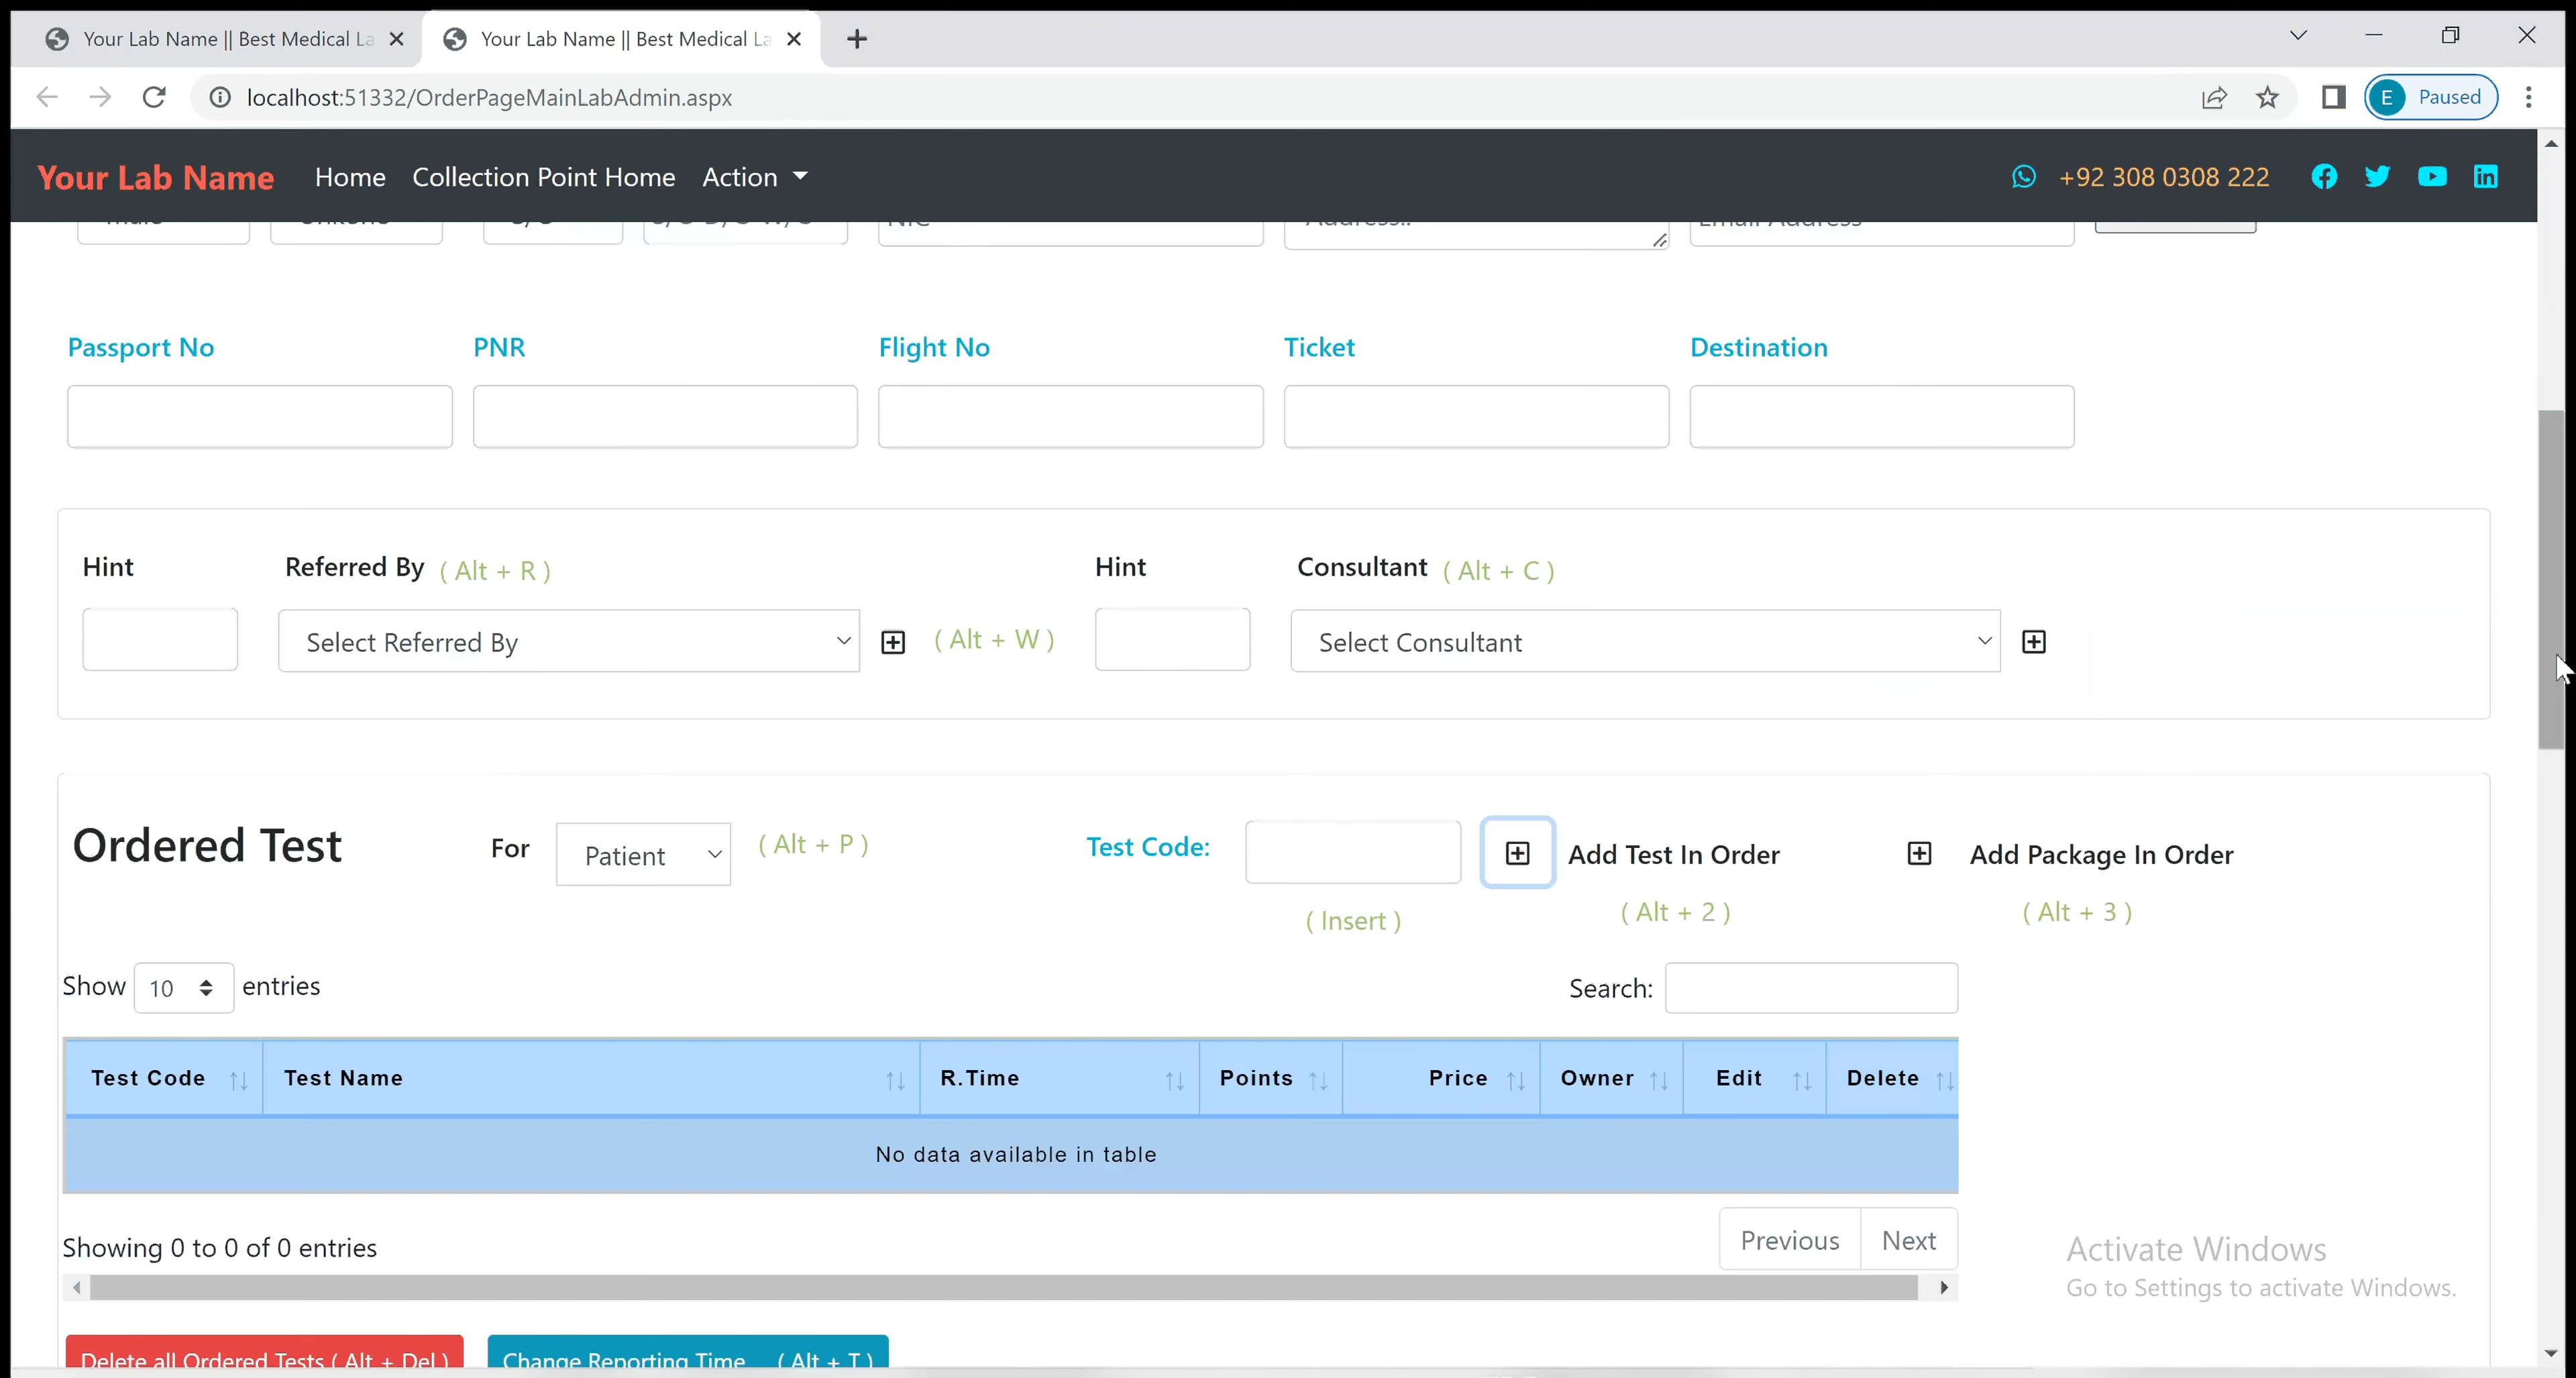 Your Lab Name || Best Medical La
Your Lab Name || Best Medical La
localhost:51332/OrderPageMainLabAdmin.aspx
E Paused
Your Lab Name Home Collection Point Home Action +92 308 0308 222
Passport No PNR Flight No Ticket Destination
Hint Referred By ( Alt + R ) Hint Consultant ( Alt + C )
Select Referred By ( Alt + W ) Select Consultant
Ordered Test For Patient ( Alt + P ) Test Code: Add Test In Order Add Package In Order
( Insert ) ( Alt + 2 ) ( Alt + 3 )
Show 10 entries Search:
Test Code Test Name R.Time Points Price Owner Edit Delete
No data available in table
Showing 0 to 0 of 0 entries Previous Next
Activate Windows
Go to Settings to activate Windows.
Delete all Ordered Tests ( Alt + Del ) Change Reporting Time ( Alt + T )